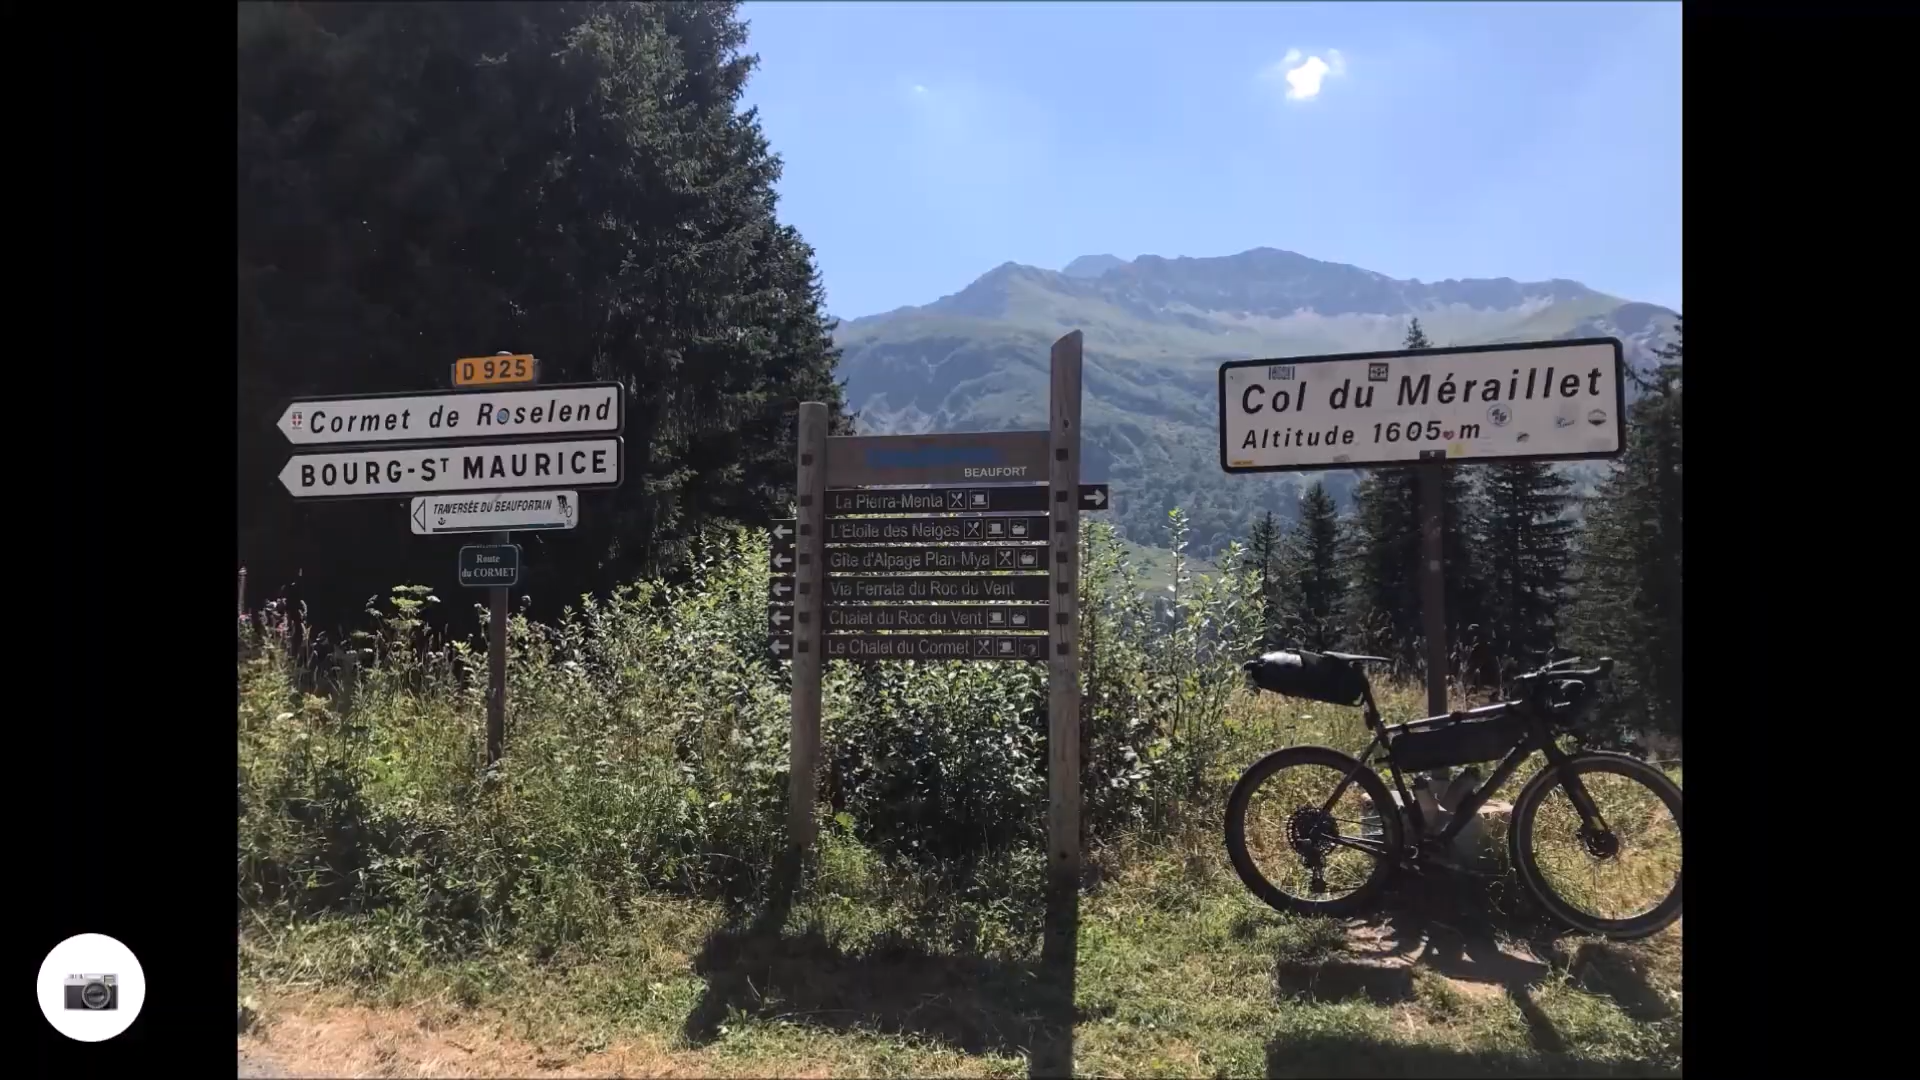 D 925
Cormet de Roselend
BOURG-Sᵀ MAURICE
TRAVERSÉE DU BEAUFORTAIN
Route
du CORMET
BEAUFORT
La Pierra-Menta
L'Etoile des Neiges
Gîte d'Alpage Plan Mya
Via Ferrata du Roc du Vent
Chalet du Roc du Vent
Le Chalet du Cormet
Col du Méraillet
Altitude 1605 m